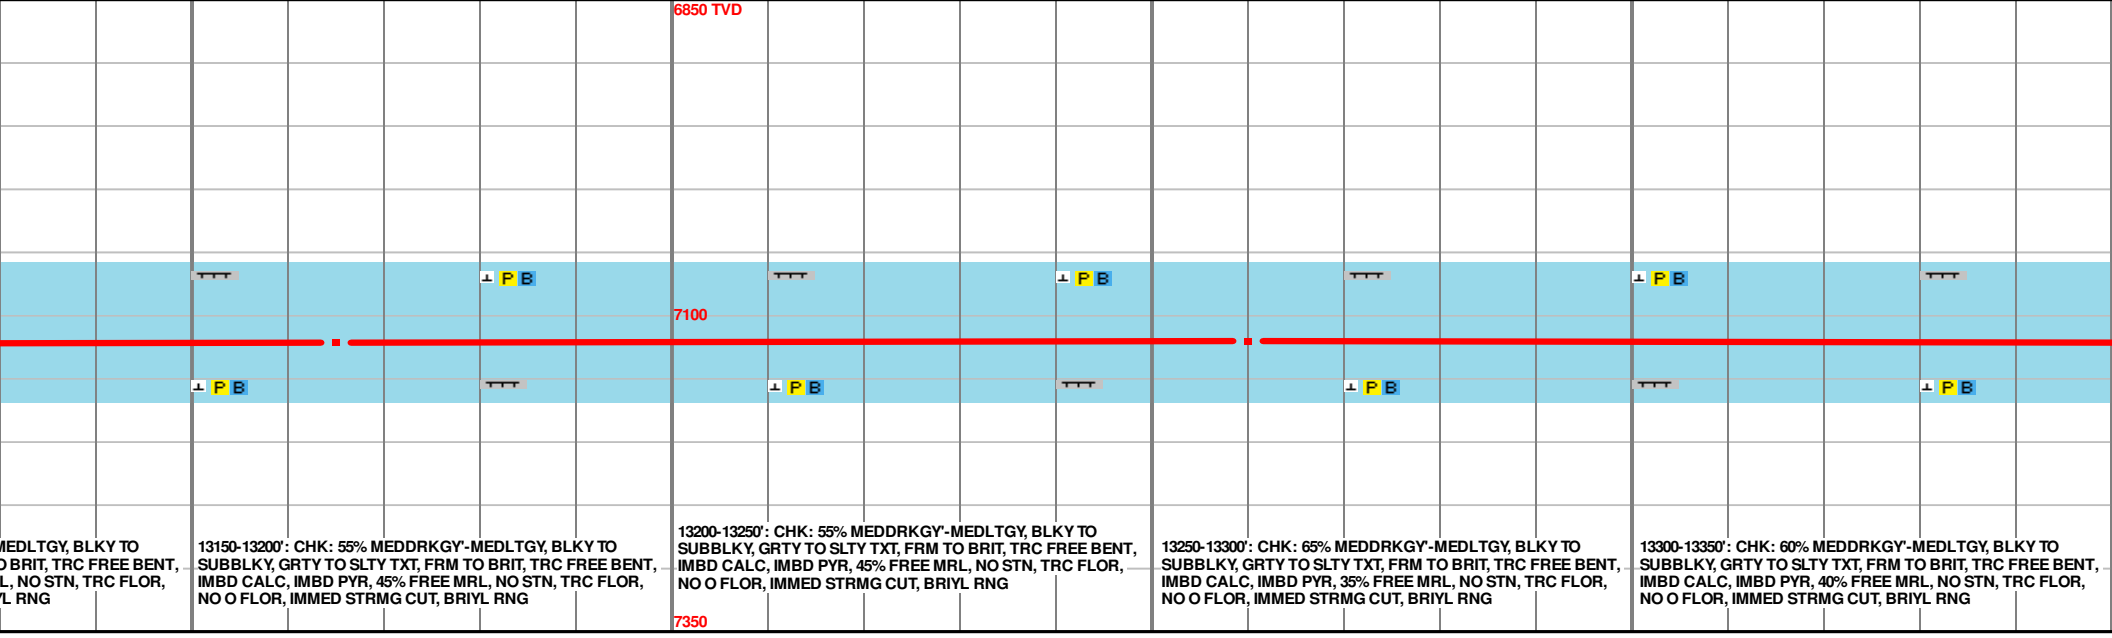 6850 TVD
⊥ P B
⊥ P B
⊥ P B
7100
⊥ P B
⊥ P B
⊥ P B
⊥ P B
MEDLTGY, BLKY TO
O BRIT, TRC FREE BENT,
L, NO STN, TRC FLOR,
YL RNG
13150-13200': CHK: 55% MEDDRKGY'-MEDLTGY, BLKY TO
SUBBLKY, GRTY TO SLTY TXT, FRM TO BRIT, TRC FREE BENT,
IMBD CALC, IMBD PYR, 45% FREE MRL, NO STN, TRC FLOR,
NO O FLOR, IMMED STRMG CUT, BRIYL RNG
13200-13250': CHK: 55% MEDDRKGY'-MEDLTGY, BLKY TO
SUBBLKY, GRTY TO SLTY TXT, FRM TO BRIT, TRC FREE BENT,
IMBD CALC, IMBD PYR, 45% FREE MRL, NO STN, TRC FLOR,
NO O FLOR, IMMED STRMG CUT, BRIYL RNG
13250-13300': CHK: 65% MEDDRKGY'-MEDLTGY, BLKY TO
SUBBLKY, GRTY TO SLTY TXT, FRM TO BRIT, TRC FREE BENT,
IMBD CALC, IMBD PYR, 35% FREE MRL, NO STN, TRC FLOR,
NO O FLOR, IMMED STRMG CUT, BRIYL RNG
13300-13350': CHK: 60% MEDDRKGY'-MEDLTGY, BLKY TO
SUBBLKY, GRTY TO SLTY TXT, FRM TO BRIT, TRC FREE BENT,
IMBD CALC, IMBD PYR, 40% FREE MRL, NO STN, TRC FLOR,
NO O FLOR, IMMED STRMG CUT, BRIYL RNG
7350